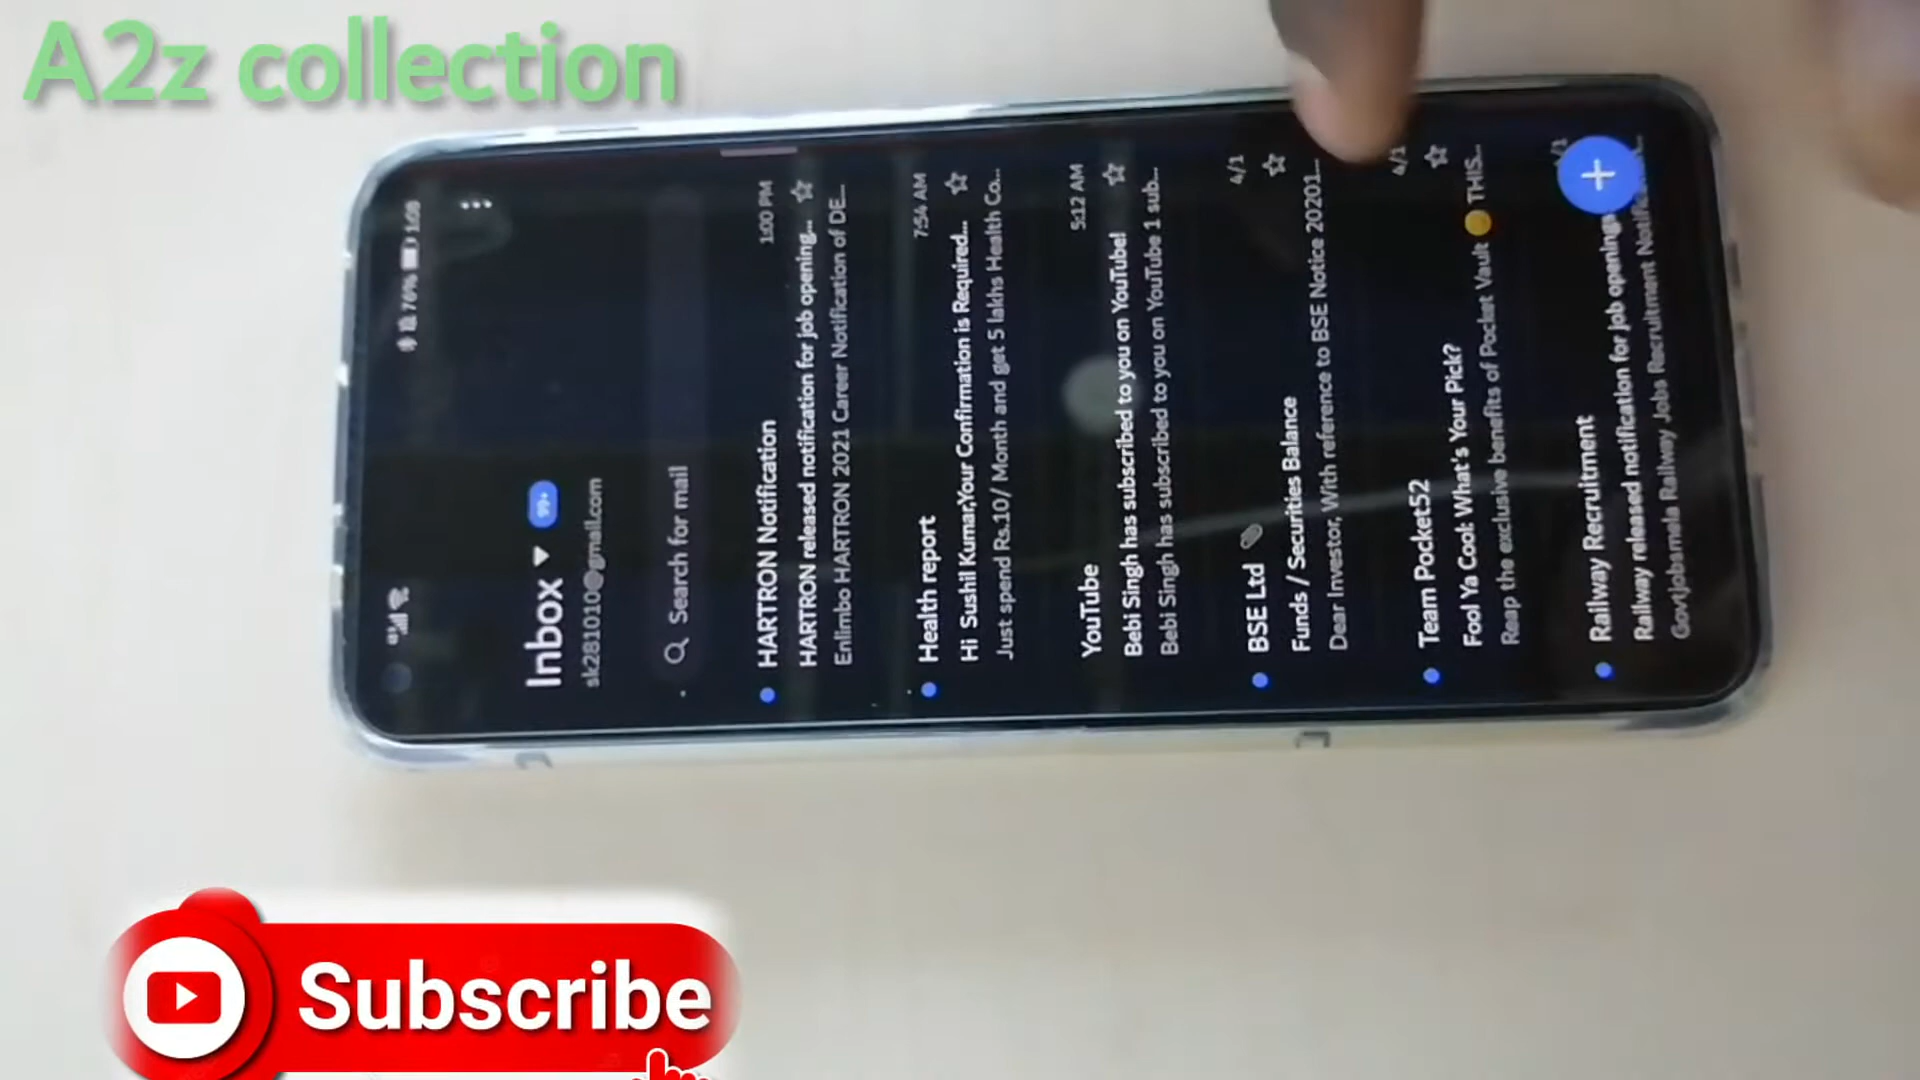 A2z collection
76% 1:08
Inbox
99+
sk281010@gmail.com
Search for mail
HARTRON Notification
1:00 PM
HARTRON released notification for job opening...
Enlimbo HARTRON 2021 Career Notification of DE...
Health report
7:54 AM
Hi Sushil Kumar,Your Confirmation is Required...
Just spend Rs.10/ Month and get 5 lakhs Health Co...
YouTube
5:12 AM
Bebi Singh has subscribed to you on YouTube!
Bebi Singh has subscribed to you on YouTube 1 sub...
BSE Ltd
4/1
Funds / Securities Balance
Dear Investor, With reference to BSE Notice 20201...
Team Pocket52
4/1
Fool Ya Cool: What's Your Pick?
Reap the exclusive benefits of Pocket Vault THIS...
Railway Recruitment
Railway released notification for job openings
Govtjobsmela Railway Jobs Recruitment
Subscribe